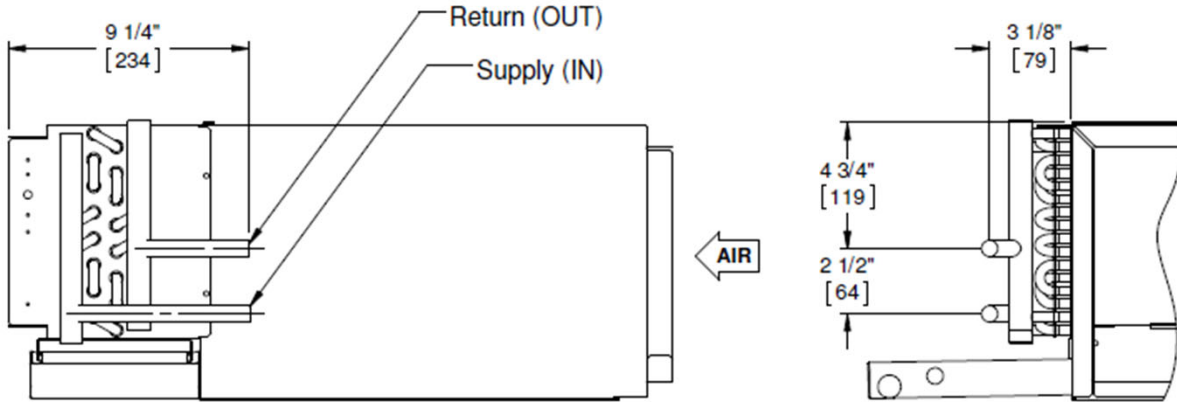 Return (OUT)
9 1/4"
[234]
Supply (IN)
3 1/8"
[79]
4 3/4"
[119]
AIR
2 1/2"
[64]